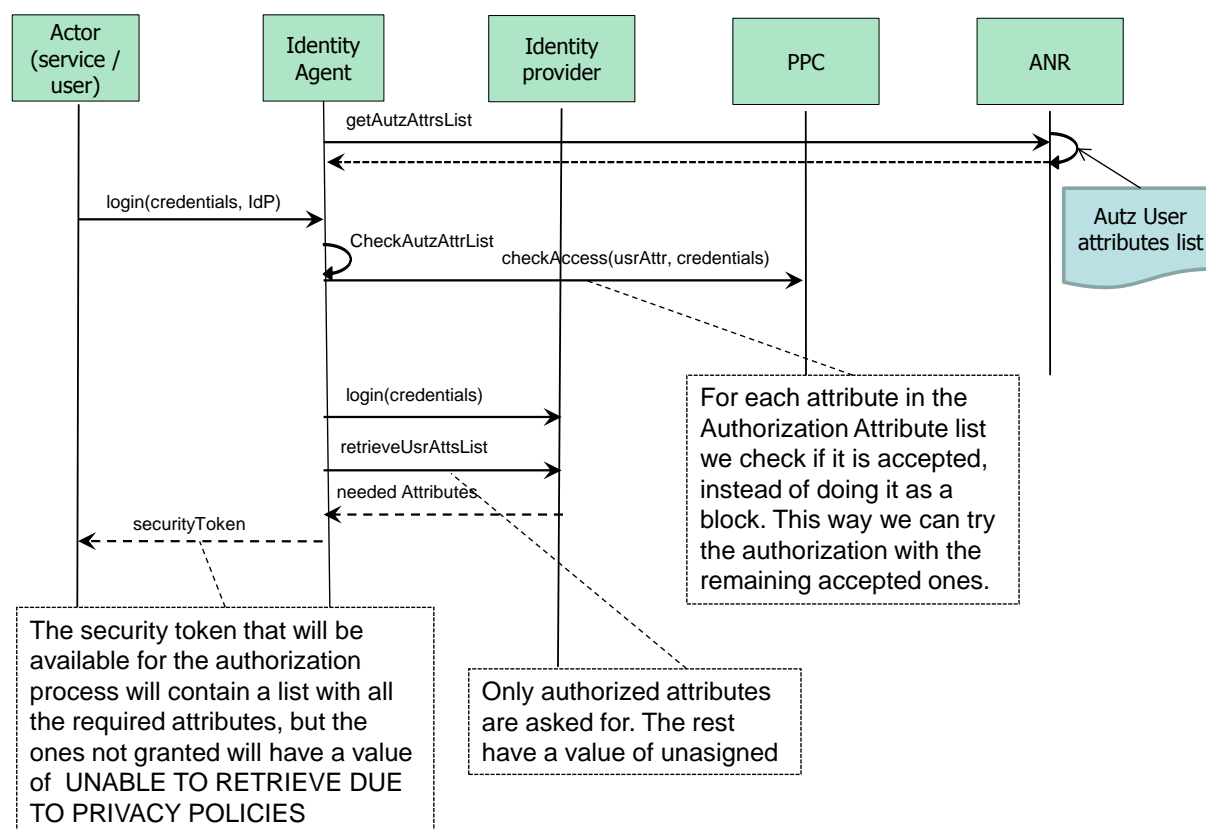 Actor
(service /
user)
Identity
Agent
Identity
provider
PPC
ANR
getAutzAttrsList
Autz User
attributes list
login(credentials, IdP)
CheckAutzAttrList
checkAccess(usrAttr, credentials)
For each attribute in the
Authorization Attribute list
we check if it is accepted,
instead of doing it as a
block. This way we can try
the authorization with the
remaining accepted ones.
login(credentials)
retrieveUsrAttsList
needed Attributes
securityToken
The security token that will be
available for the authorization
process will contain a list with all
the required attributes, but the
ones not granted will have a value
of UNABLE TO RETRIEVE DUE
TO PRIVACY POLICIES
Only authorized attributes
are asked for. The rest
have a value of unasigned